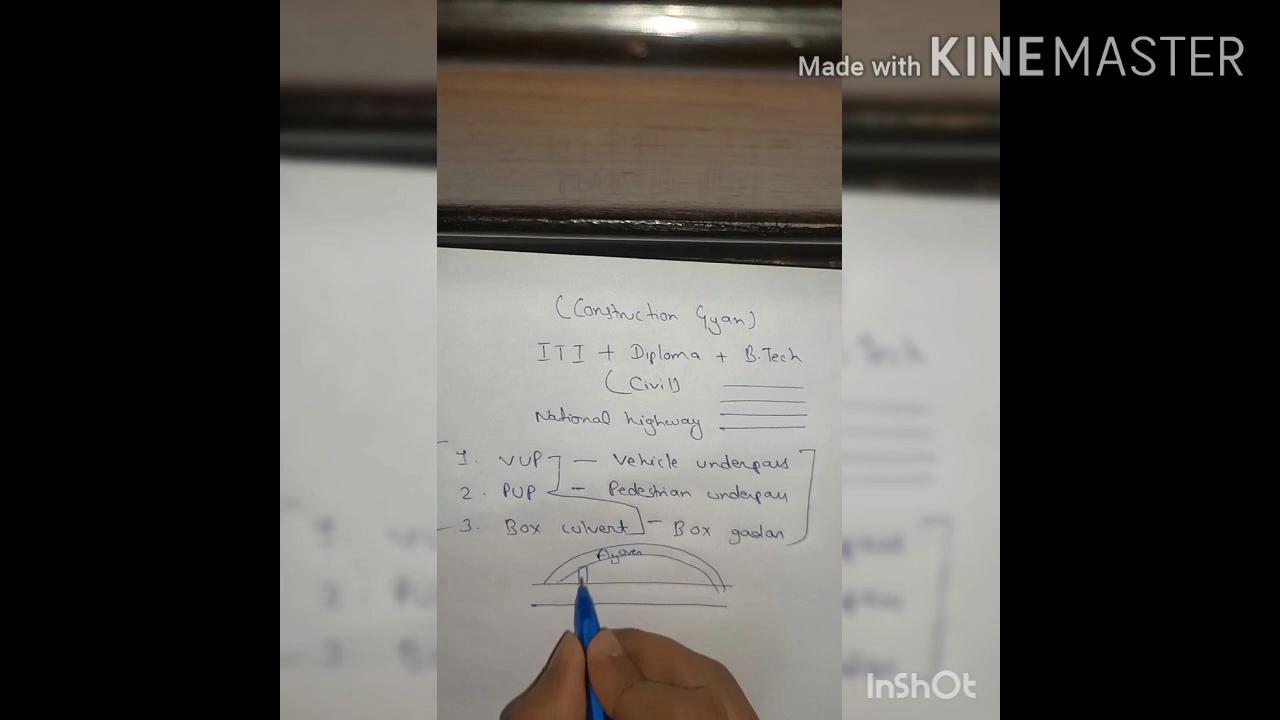 Made with KINEMASTER
(Construction Gyan)
ITI + Diploma + B.Tech
(Civil)
National highway
1. VUP - Vehicle underpass
2. PUP - Pedestrian underpass
3. Box culvert - Box gadar
Flyover
InShOt